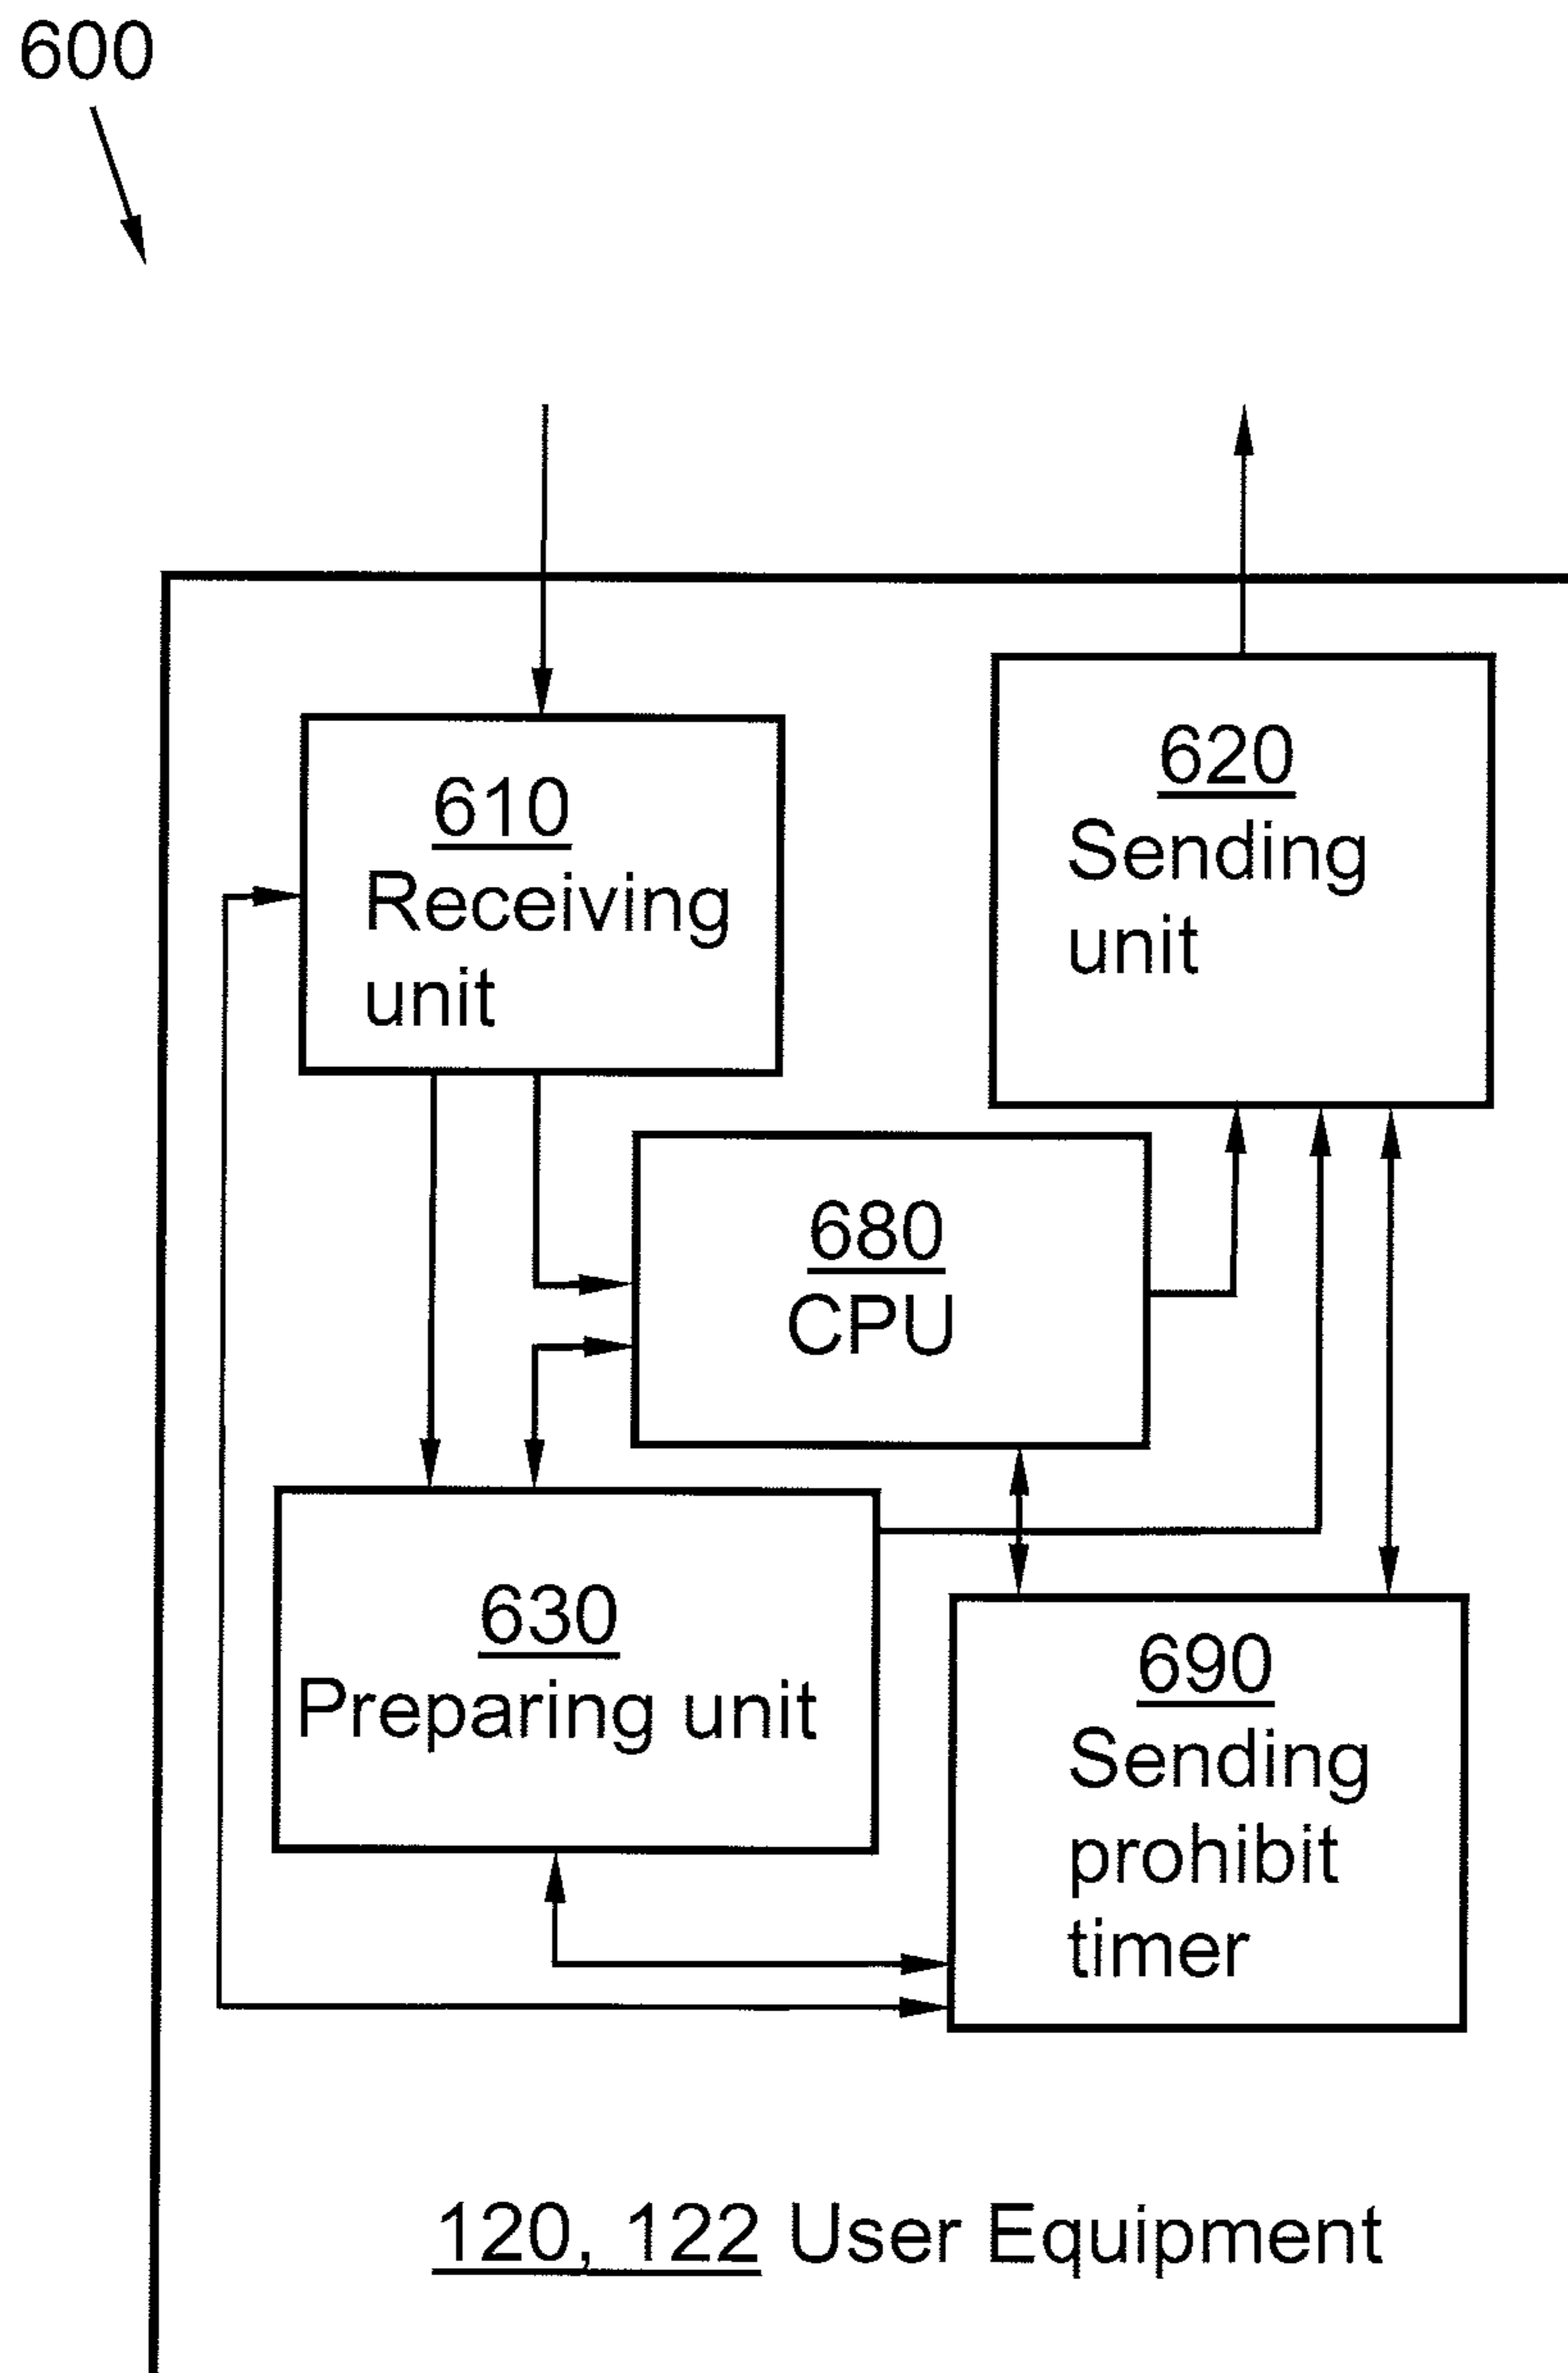 600
610
Receiving
unit
620
Sending
unit
680
CPU
630
Preparing unit
690
Sending
prohibit
timer
120, 122 User Equipment